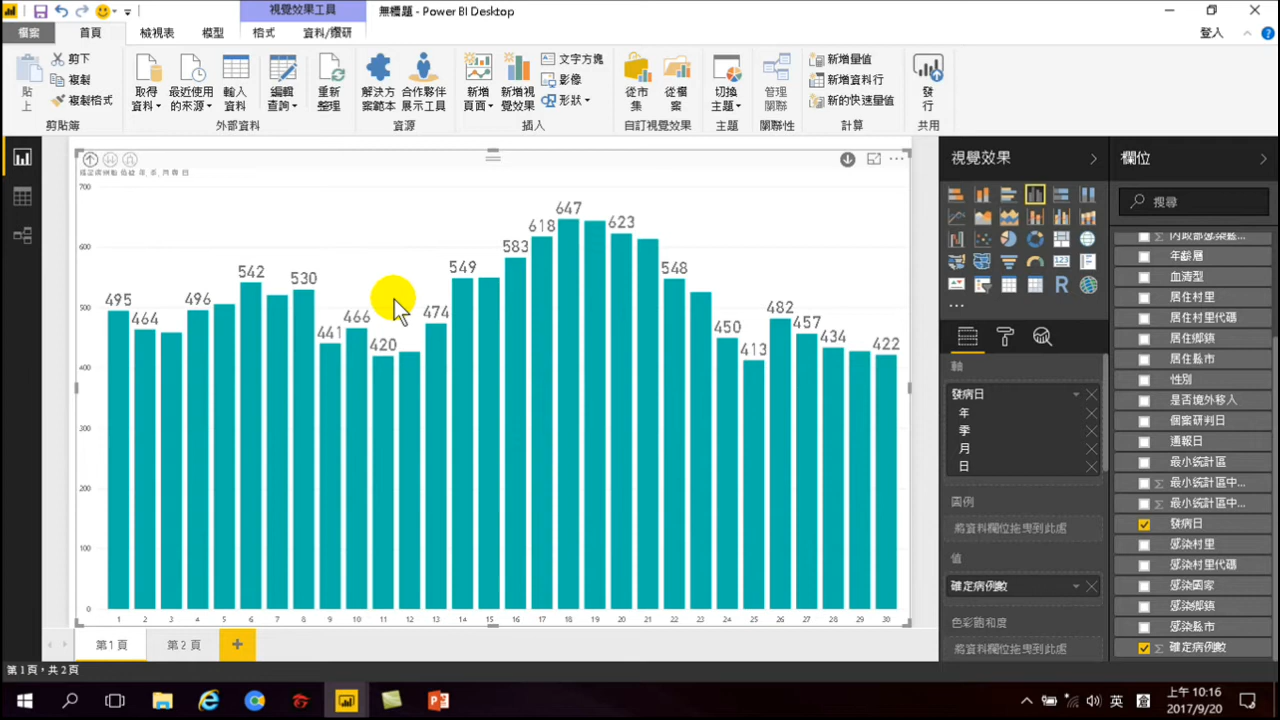 視覺效果工具
無標題 - Power BI Desktop
檔案
首頁
檢視表
模型
格式
資料/鑽研
登入
貼上
剪下
複製
複製格式
剪貼簿
取得資料
最近使用的來源
輸入資料
編輯查詢
重新整理
外部資料
解決方案範本
合作夥伴展示工具
資源
新增頁面
新增視覺效果
文字方塊
影像
形狀
插入
從市集
從檔案
自訂視覺效果
切換主題
主題
管理關聯
關聯性
新增量值
新增資料行
新的快速量值
計算
發行
共用
確定病例數 依據 年、季、月 與 日
700
600
500
400
300
200
100
0
495
464
496
542
530
441
466
420
474
549
583
618
647
623
548
450
413
482
457
434
422
1 2 3 4 5 6 7 8 9 10 11 12 13 14 15 16 17 18 19 20 21 22 23 24 25 26 27 28 29 30
視覺效果
R
軸
發病日
年
季
月
日
圖例
將資料欄位拖曳到此處
值
確定病例數
色彩飽和度
將資料欄位拖曳到此處
欄位
搜尋
年齡層
血清型
居住村里
居住村里代碼
居住鄉鎮
居住縣市
性別
是否境外移入
個案研判日
通報日
最小統計區
最小統計區中...
最小統計區中...
發病日
感染村里
感染村里代碼
感染國家
感染鄉鎮
感染縣市
確定病例數
第 1 頁
第 2 頁
第 1 頁，共 2 頁
英
上午 10:16
2017/9/20